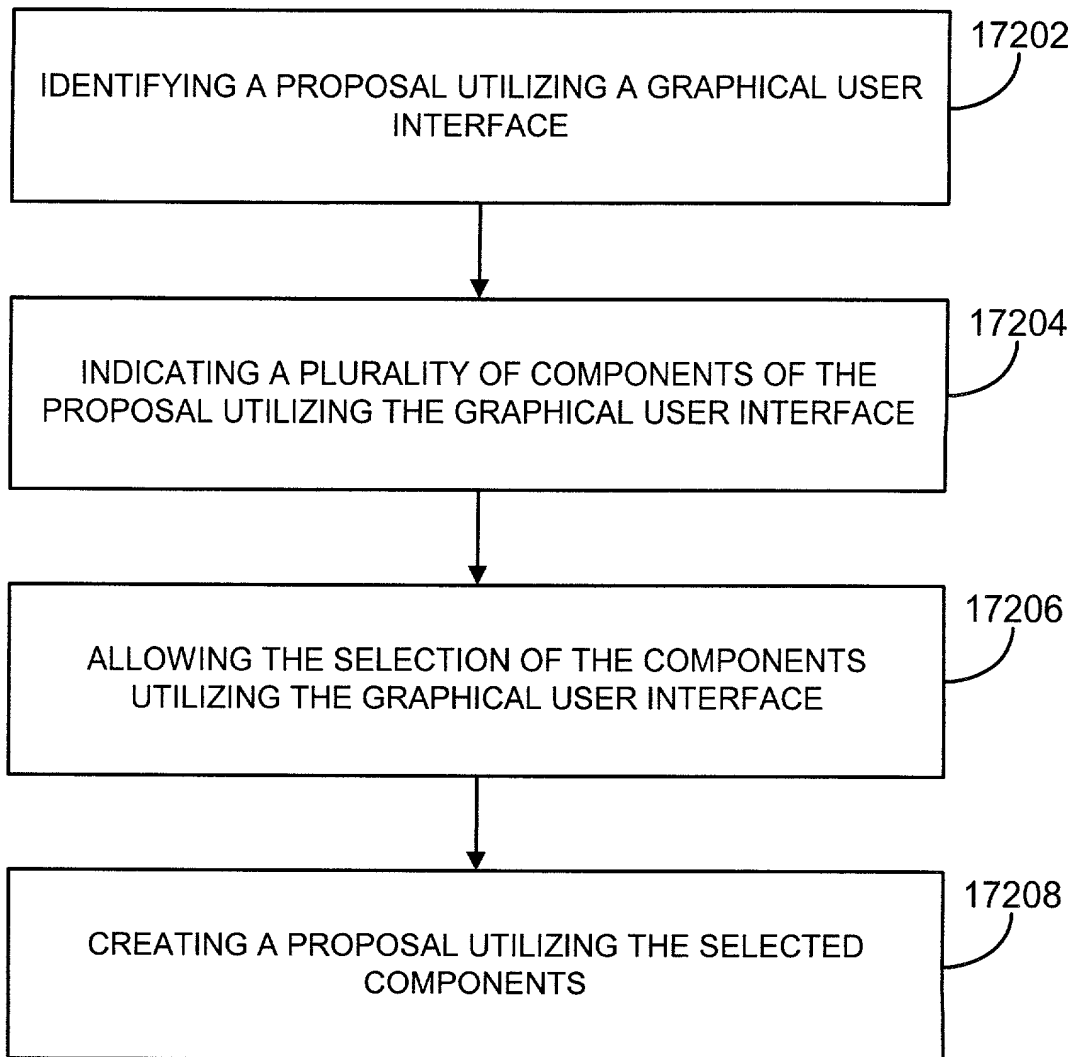 17202
IDENTIFYING A PROPOSAL UTILIZING A GRAPHICAL USER
INTERFACE
17204
INDICATING A PLURALITY OF COMPONENTS OF THE
PROPOSAL UTILIZING THE GRAPHICAL USER INTERFACE
17206
ALLOWING THE SELECTION OF THE COMPONENTS
UTILIZING THE GRAPHICAL USER INTERFACE
17208
CREATING A PROPOSAL UTILIZING THE SELECTED
COMPONENTS